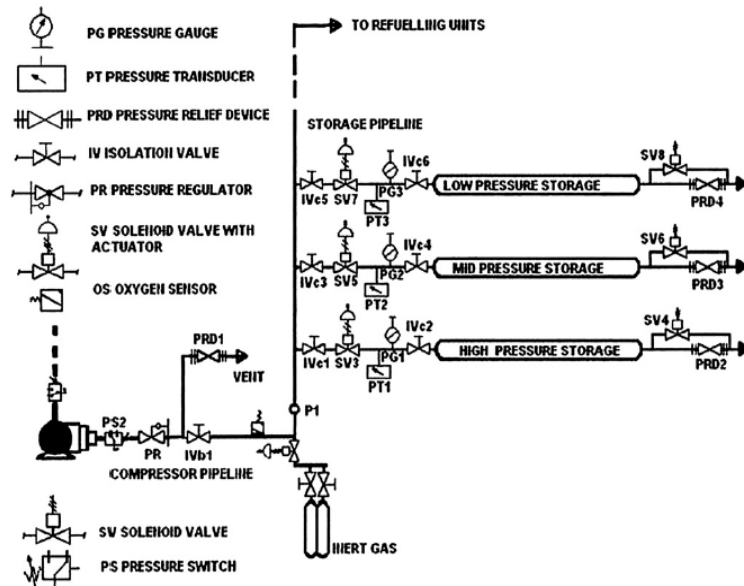 PG PRESSURE GAUGE
TO REFUELLING UNITS
PT PRESSURE TRANSDUCER
PRD PRESSURE RELIEF DEVICE
STORAGE PIPELINE
IV ISOLATION VALVE
IVc6
SV8
PR PRESSURE REGULATOR
LOW PRESSURE STORAGE
IVc5 SV7 PG3
PRD4
PT3
SV SOLENOID VALVE WITH
ACTUATOR
IVc4
SV6
MID PRESSURE STORAGE
OS OXYGEN SENSOR
IVc3 SV5 PG2
PRD3
PT2
IVc2
SV4
PRD1
HIGH PRESSURE STORAGE
VENT
IVc1 SV3 PG1
PRD2
PT1
P1
PS2
PR IVb1
COMPRESSOR PIPELINE
SV SOLENOID VALVE
INERT GAS
PS PRESSURE SWITCH